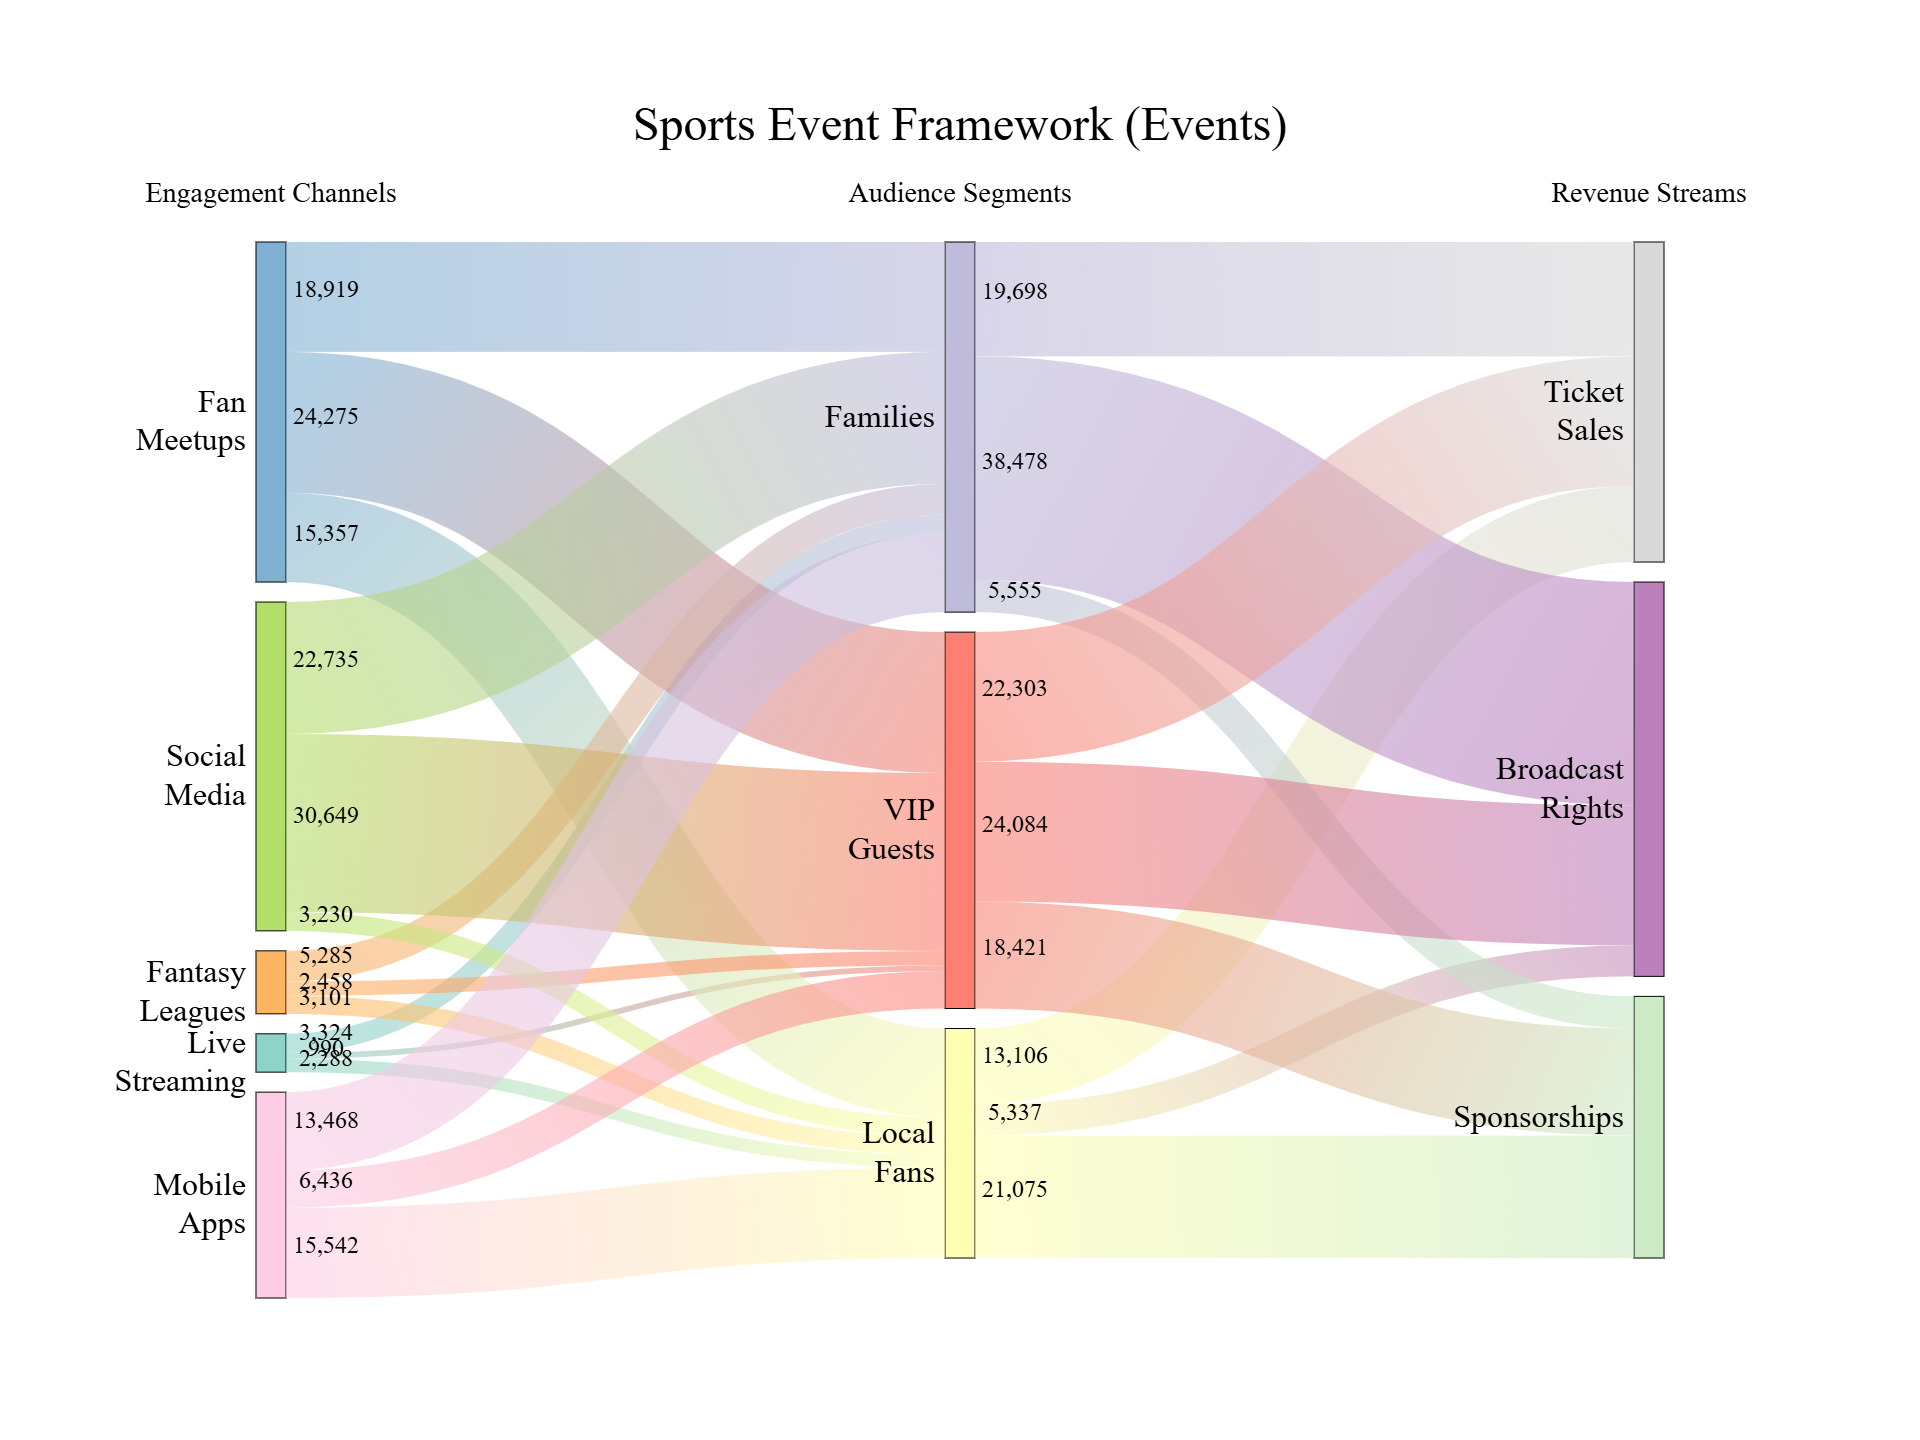 Sports Event Framework (Events)
Engagement Channels
Audience Segments
Revenue Streams
Fan
Meetups
18,919
24,275
15,357
Social
Media
22,735
30,649
3,230
Fantasy
Leagues
5,285
2,458
3,101
Live
Streaming
3,324
990
2,288
Mobile
Apps
13,468
6,436
15,542
Families
19,698
38,478
5,555
VIP
Guests
22,303
24,084
18,421
Local
Fans
13,106
5,337
21,075
Ticket
Sales
Broadcast
Rights
Sponsorships